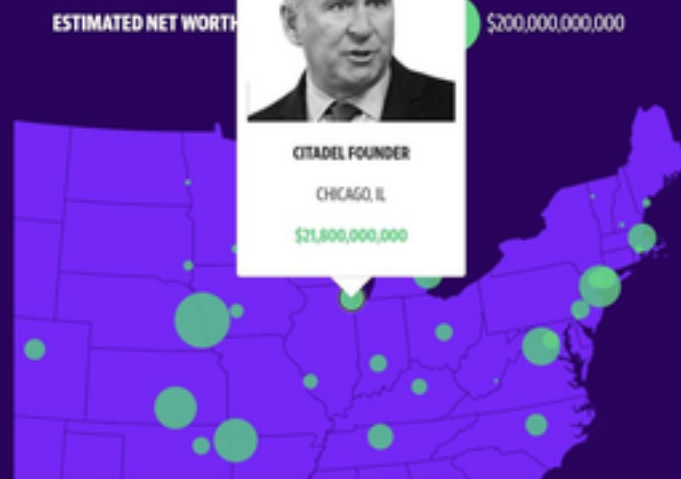 ESTIMATED NET WORTH
$200,000,000,000
CITADEL FOUNDER
CHICAGO, IL
$21,800,000,000